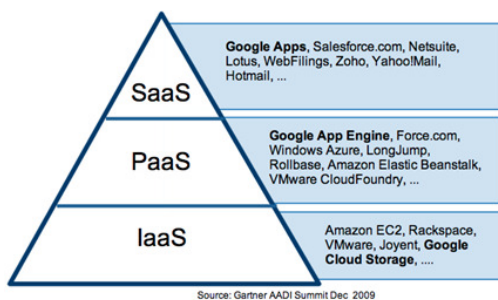 SaaS
Google Apps, Salesforce.com, Netsuite,
Lotus, WebFilings, Zoho, Yahoo!Mail,
Hotmail, ...
PaaS
Google App Engine, Force.com,
Windows Azure, LongJump,
Rollbase, Amazon Elastic Beanstalk,
VMware CloudFoundry, ...
IaaS
Amazon EC2, Rackspace,
VMware, Joyent, Google
Cloud Storage, ....
Source: Gartner AADI Summit Dec 2009